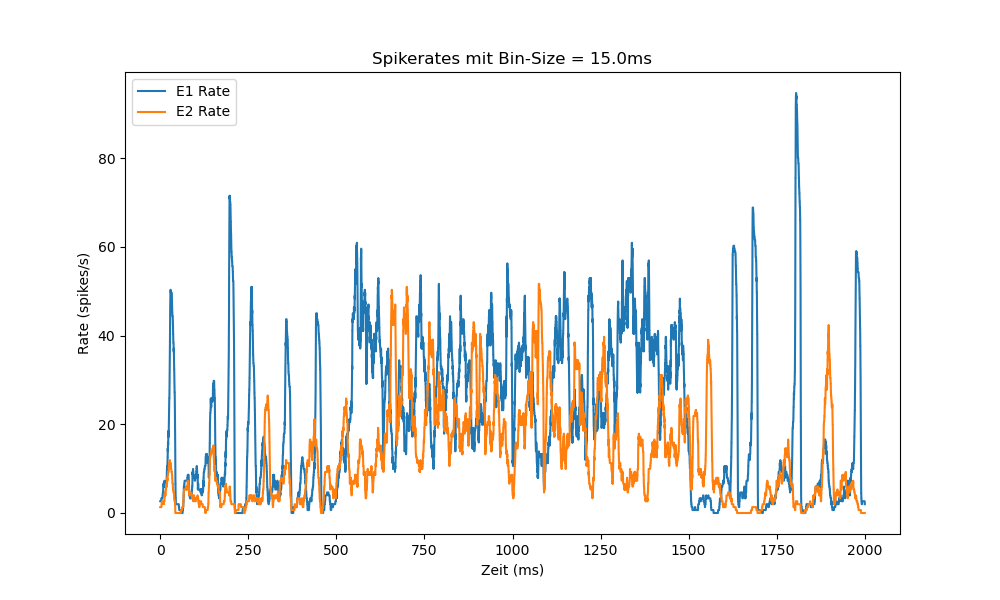 Spikerates mit Bin-Size = 15.0ms
E1 Rate
E2 Rate
80
60
40
20
0
Rate (spikes/s)
0 250 500 750 1000 1250 1500 1750 2000
Zeit (ms)